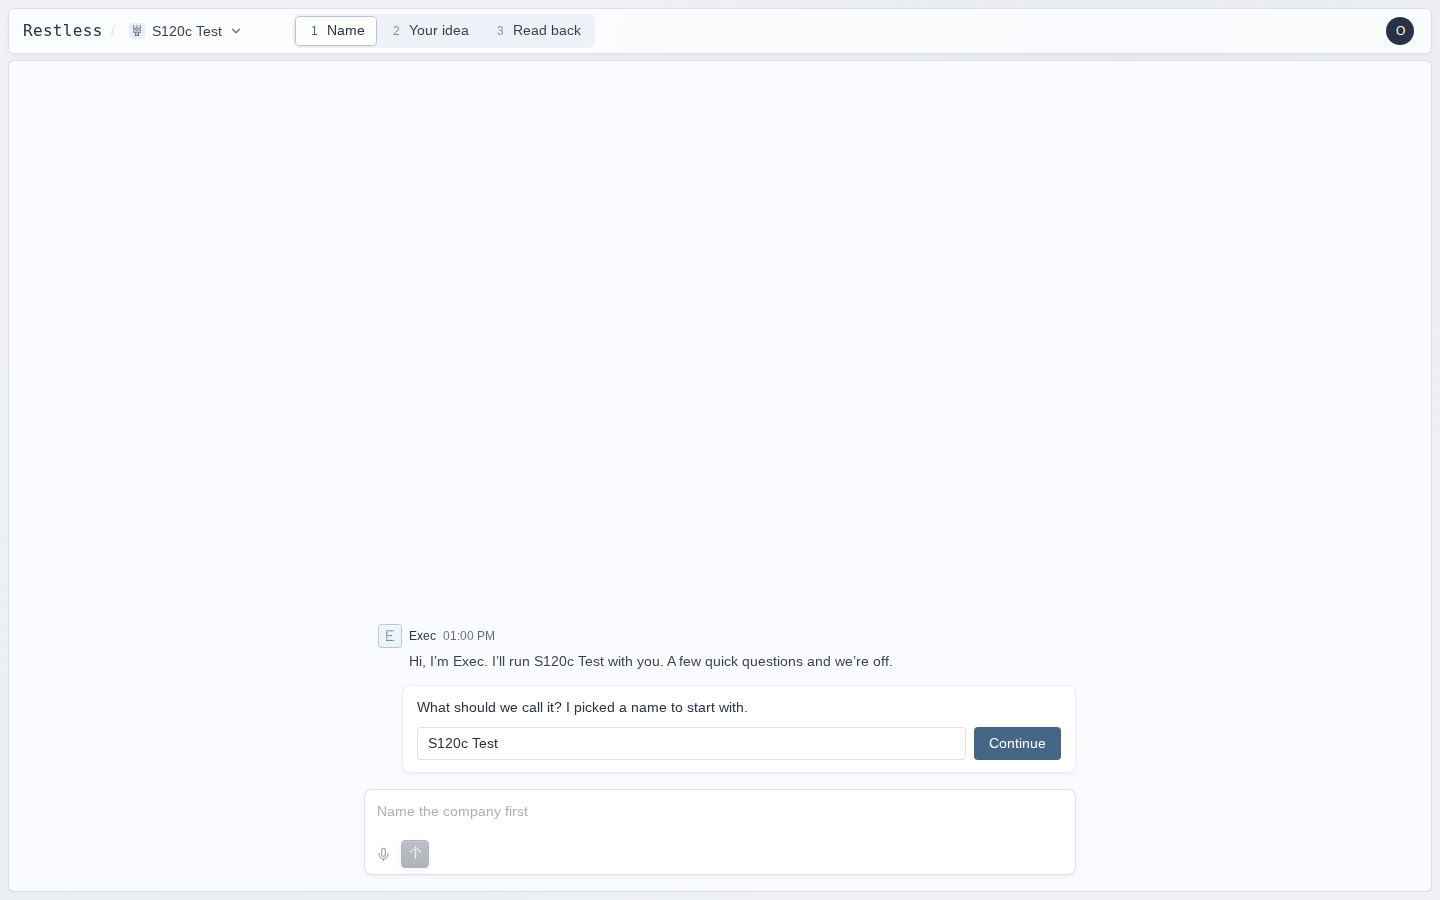 Restless / S120c Test
1 Name 2 Your idea 3 Read back
O
E Exec 01:00 PM
Hi, I’m Exec. I’ll run S120c Test with you. A few quick questions and we’re off.
What should we call it? I picked a name to start with.
S120c Test Continue
Name the company first